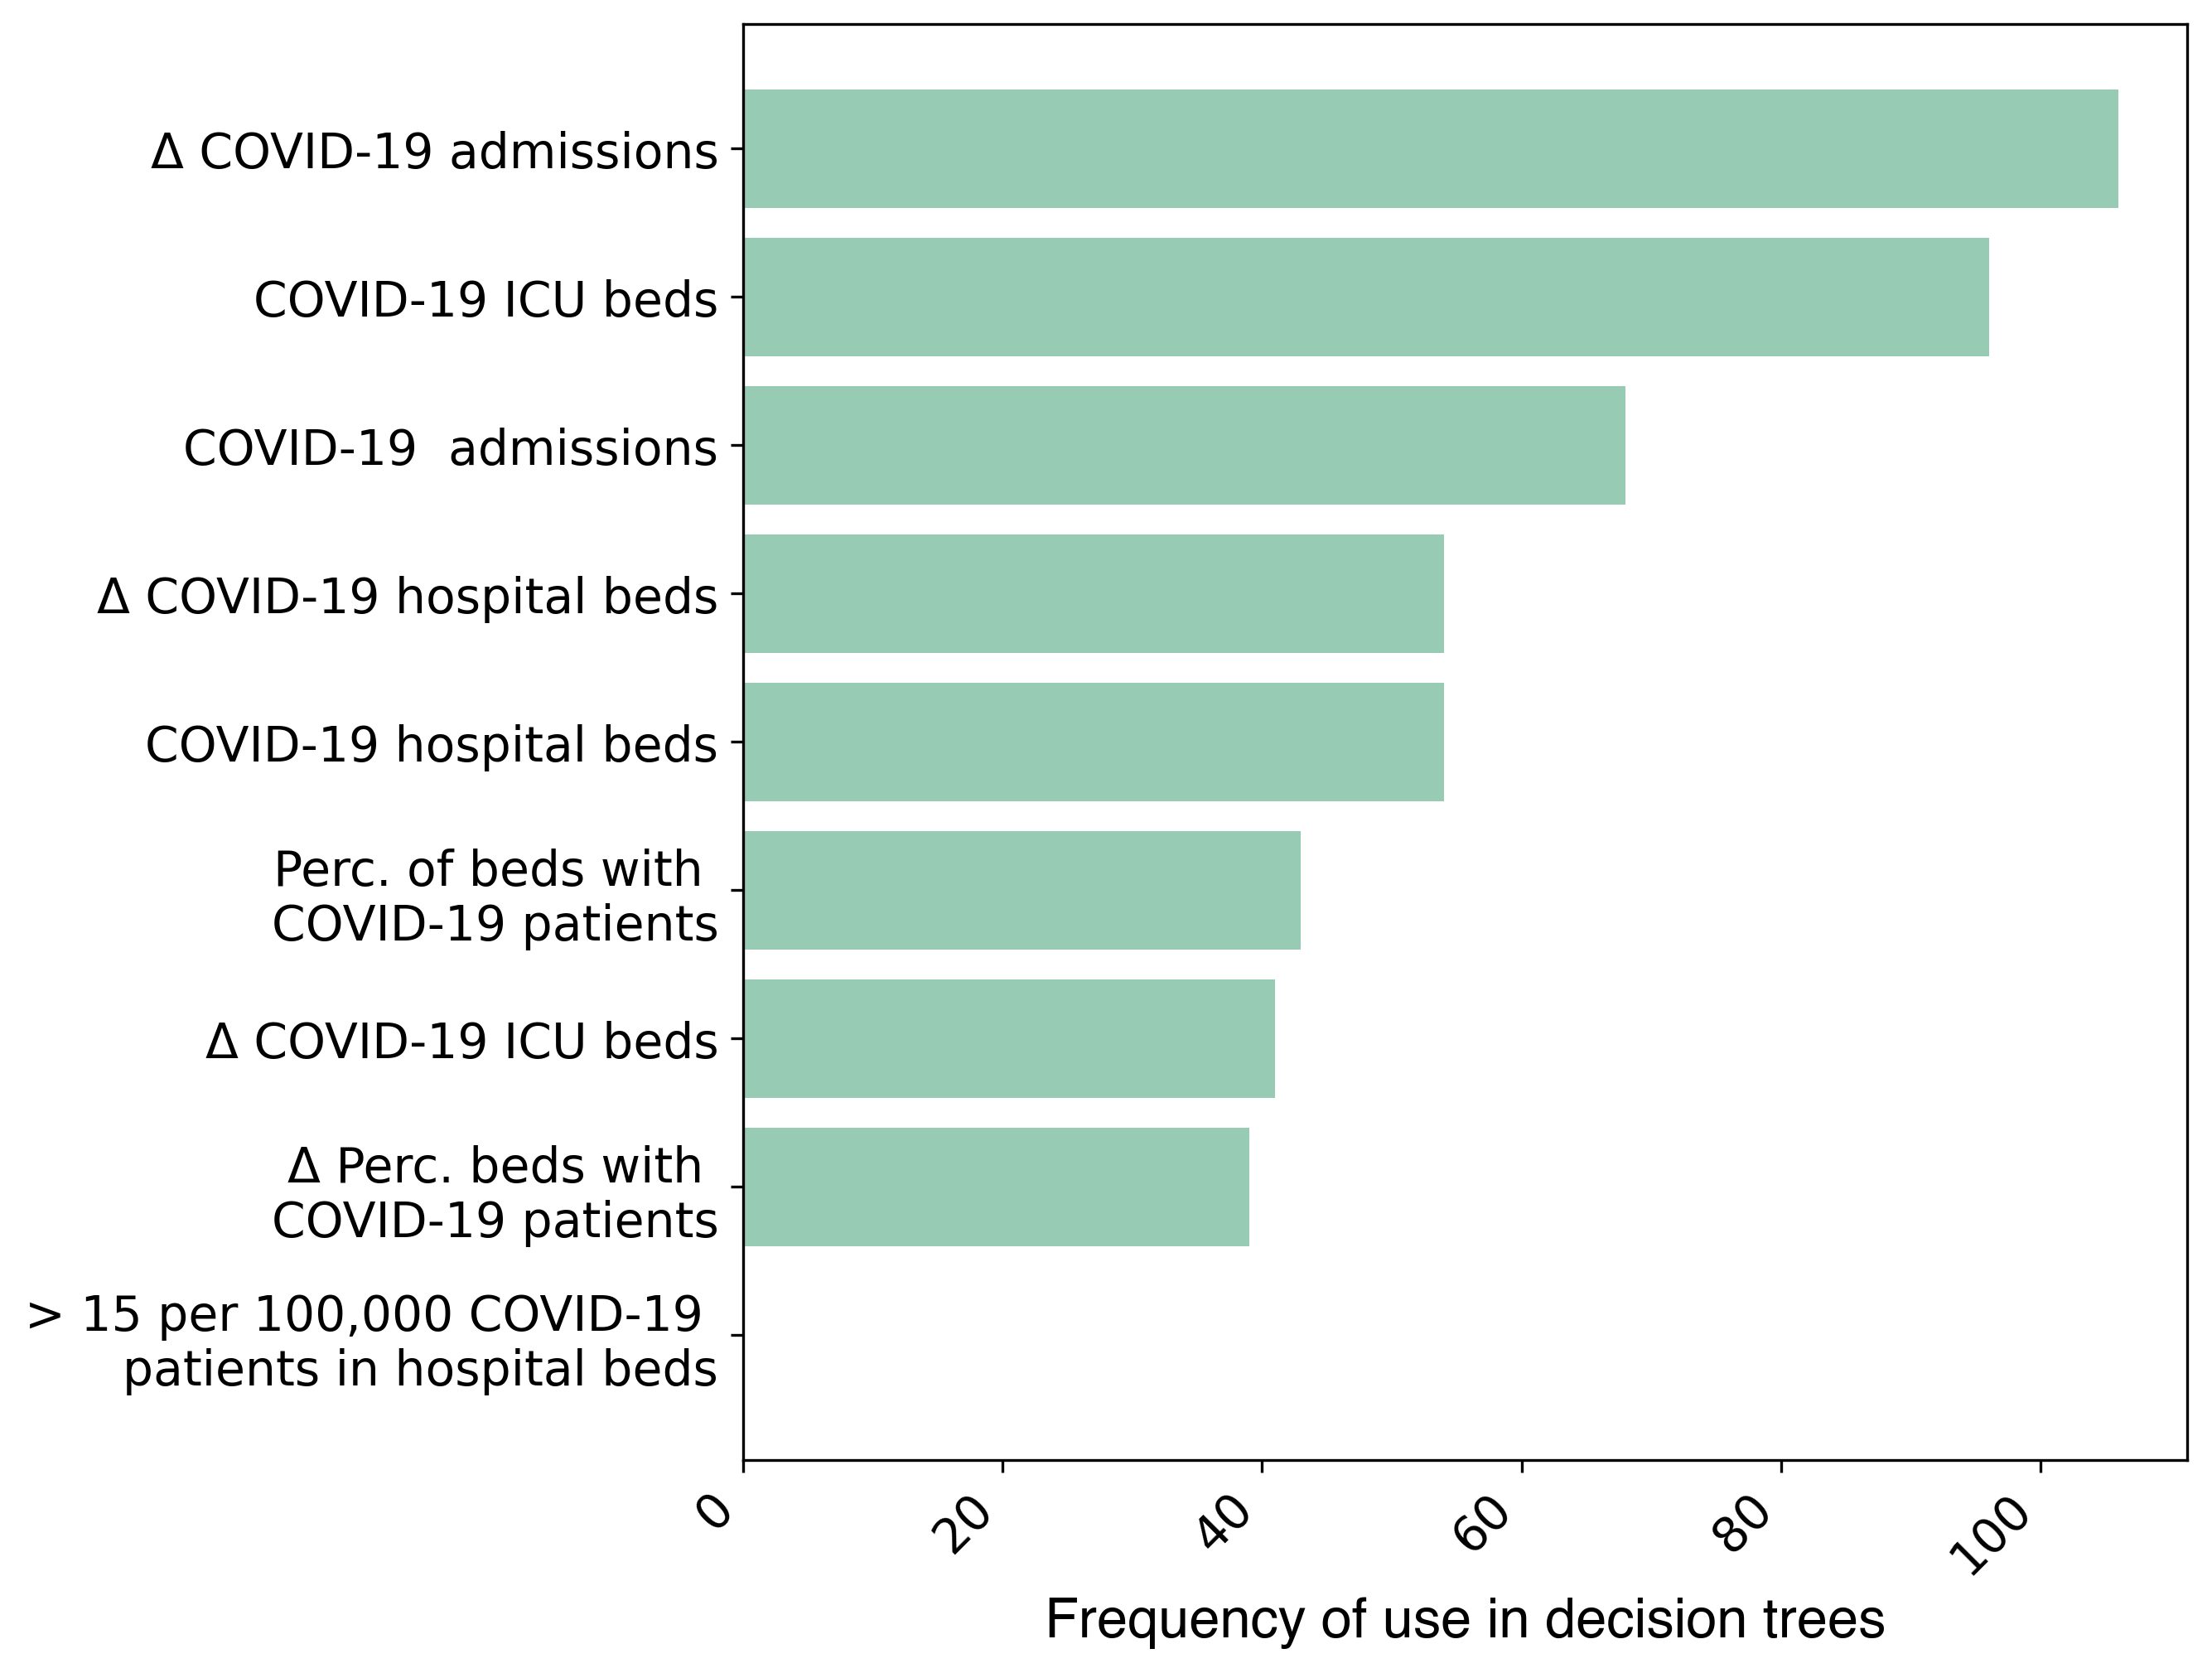 Δ COVID-19 admissions
COVID-19 ICU beds
COVID-19  admissions
Δ COVID-19 hospital beds
COVID-19 hospital beds
Perc. of beds with
COVID-19 patients
Δ COVID-19 ICU beds
Δ Perc. beds with
COVID-19 patients
> 15 per 100,000 COVID-19
patients in hospital beds
0 20 40 60 80 100
Frequency of use in decision trees